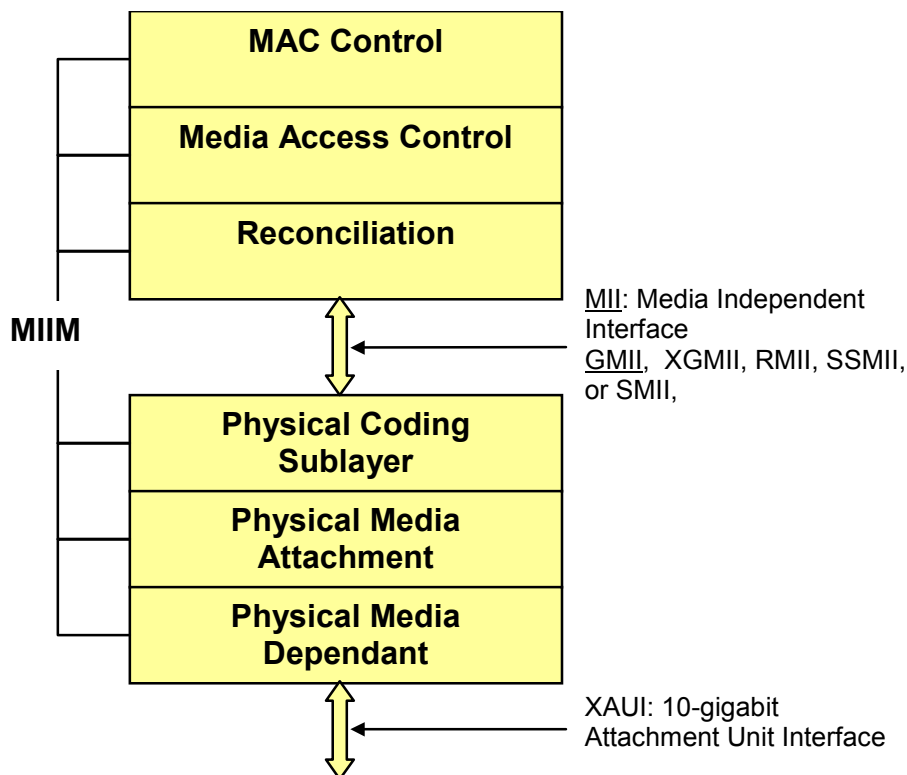 MAC Control
Media Access Control
Reconciliation
MIIM
MII: Media Independent
Interface
GMII, XGMII, RMII, SSMII,
or SMII,
Physical Coding
Sublayer
Physical Media
Attachment
Physical Media
Dependant
XAUI: 10-gigabit
Attachment Unit Interface